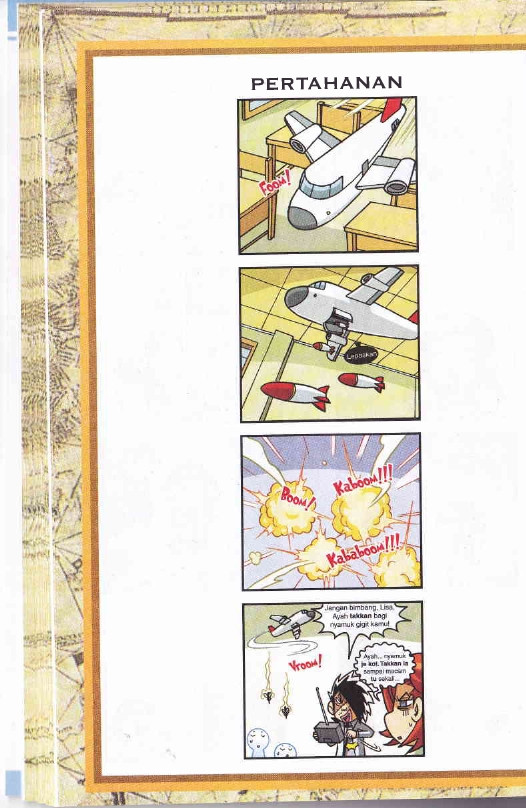 PERTAHANAN
FOOM!
Lepaskan
BOOM!
Kaboom!!!
Kababoom!!!
Jangan bimbang, Lisa.
Ayah takkan bagi
nyamuk gigit kamu!
Vroom!
Ayah... nyamuk
je kot. Takkan la
sampai macam
tu sekali...